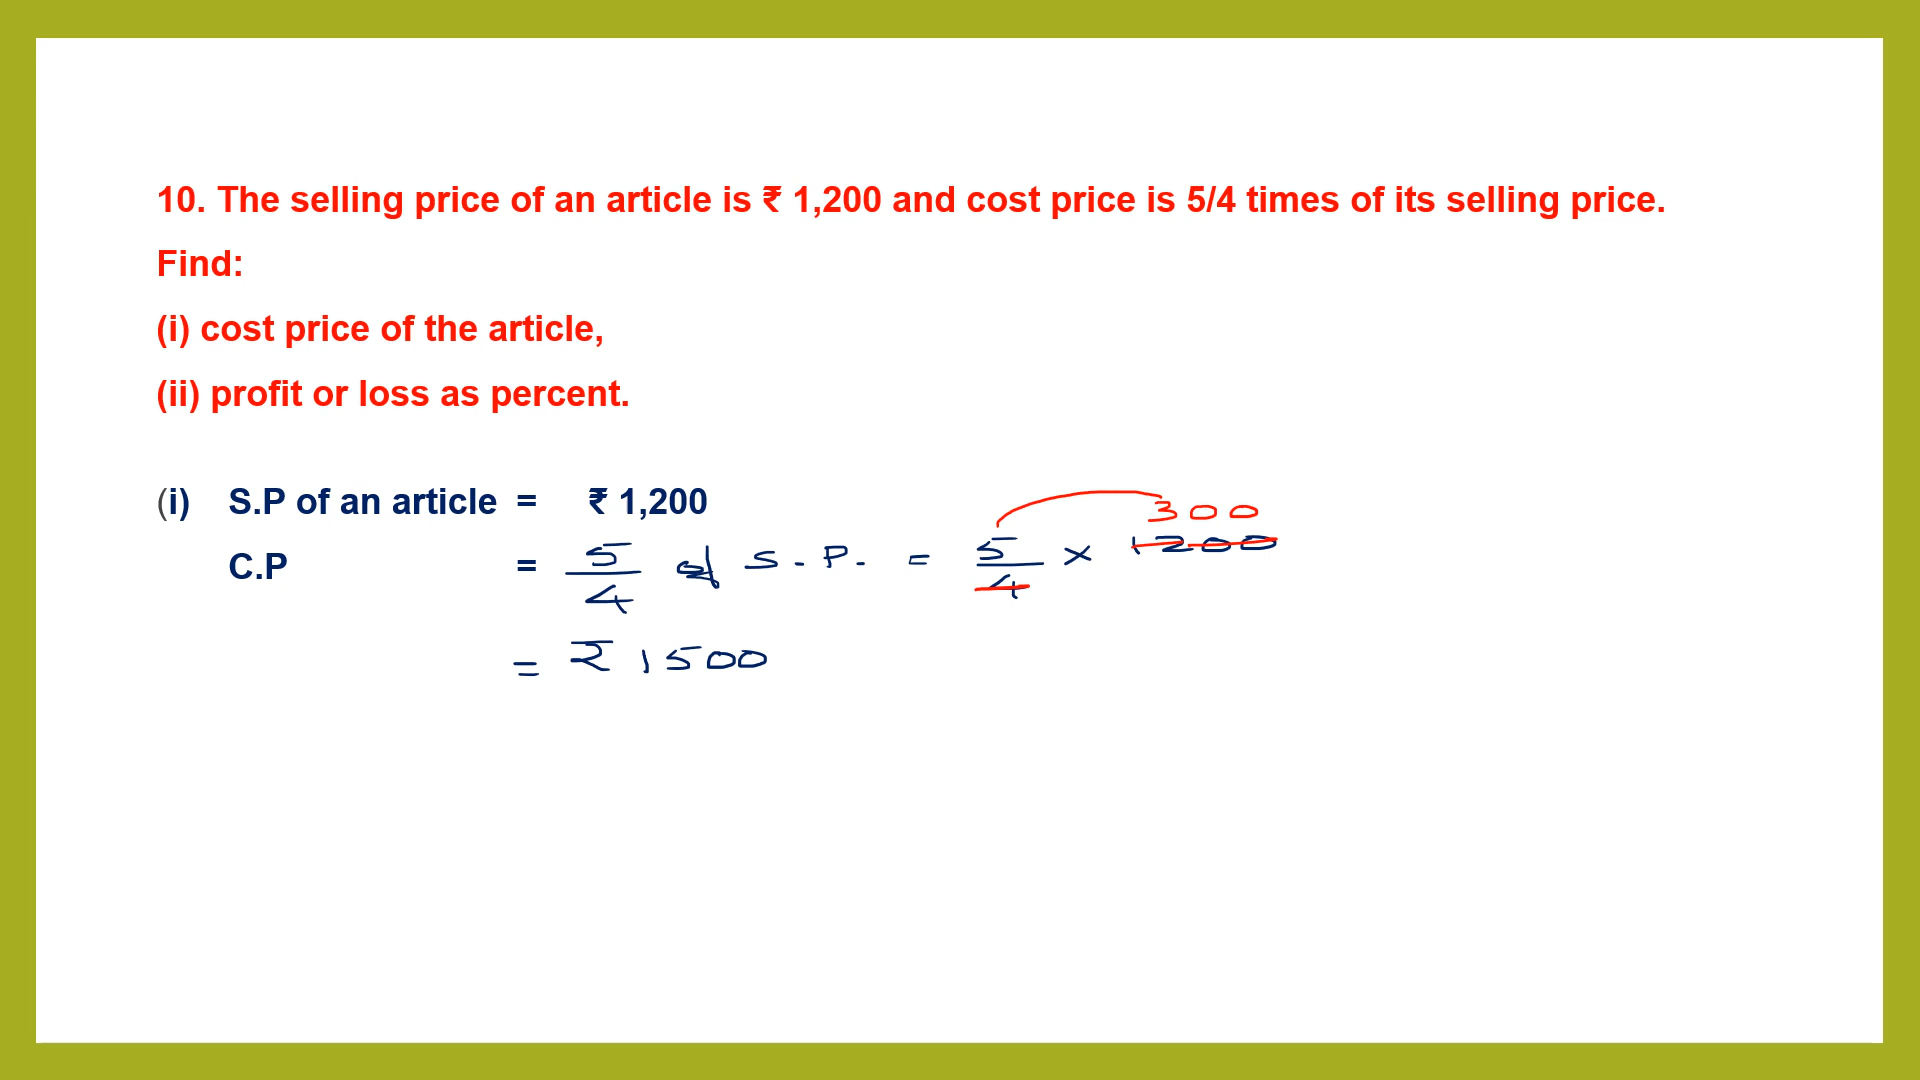 10. The selling price of an article is ₹ 1,200 and cost price is 5/4 times of its selling price.
Find:
(i) cost price of the article,
(ii) profit or loss as percent.
(i) S.P of an article = ₹ 1,200
300
C.P = 5/4 of S.P. = 5/4 × 1200
= ₹ 1500